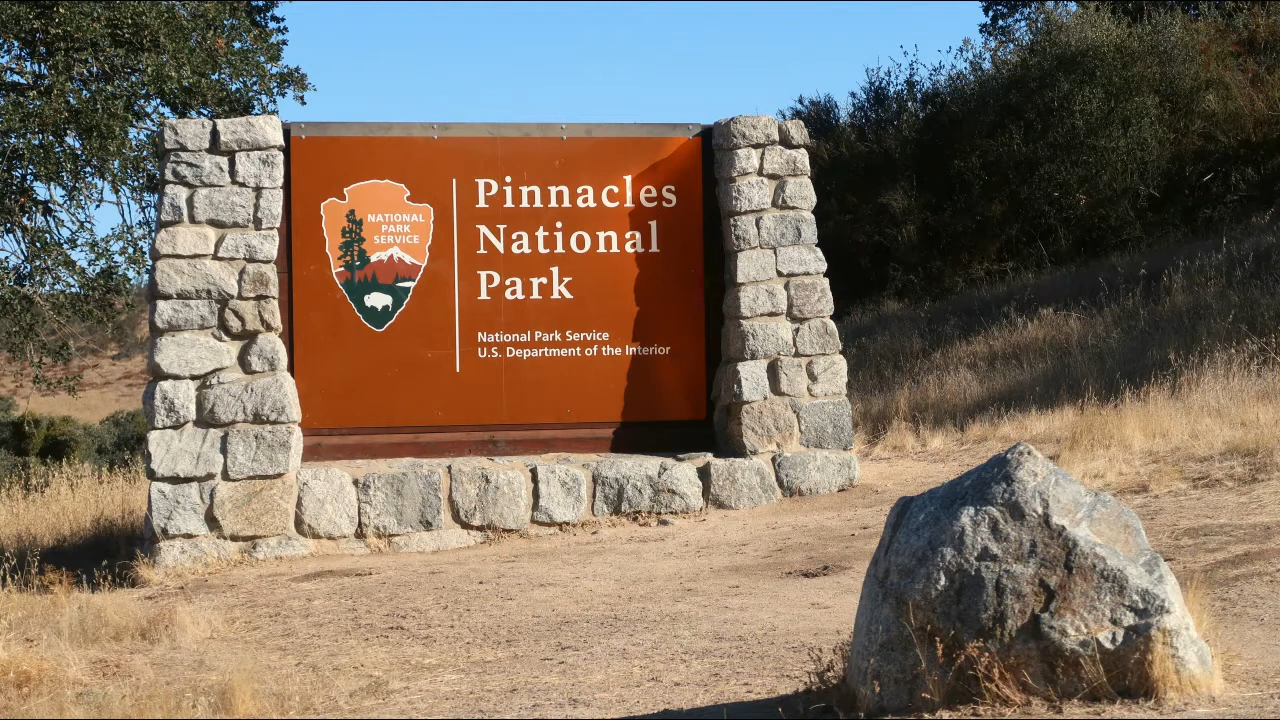 NATIONAL
PARK
SERVICE
Pinnacles
National
Park
National Park Service
U.S. Department of the Interior